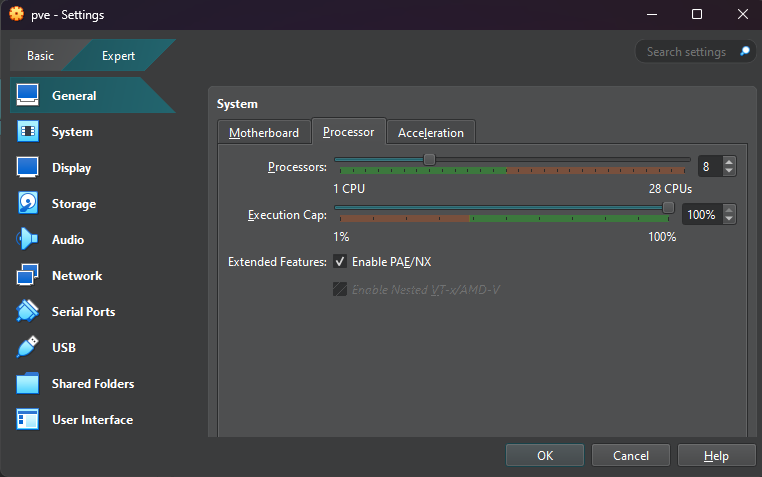 pve - Settings
Basic
Expert
Search settings
General
System
Display
Storage
Audio
Network
Serial Ports
USB
Shared Folders
User Interface
System
Motherboard
Processor
Acceleration
Processors:
8
1 CPU
28 CPUs
Execution Cap:
100%
1%
100%
Extended Features:
Enable PAE/NX
Enable Nested VT-x/AMD-V
OK
Cancel
Help